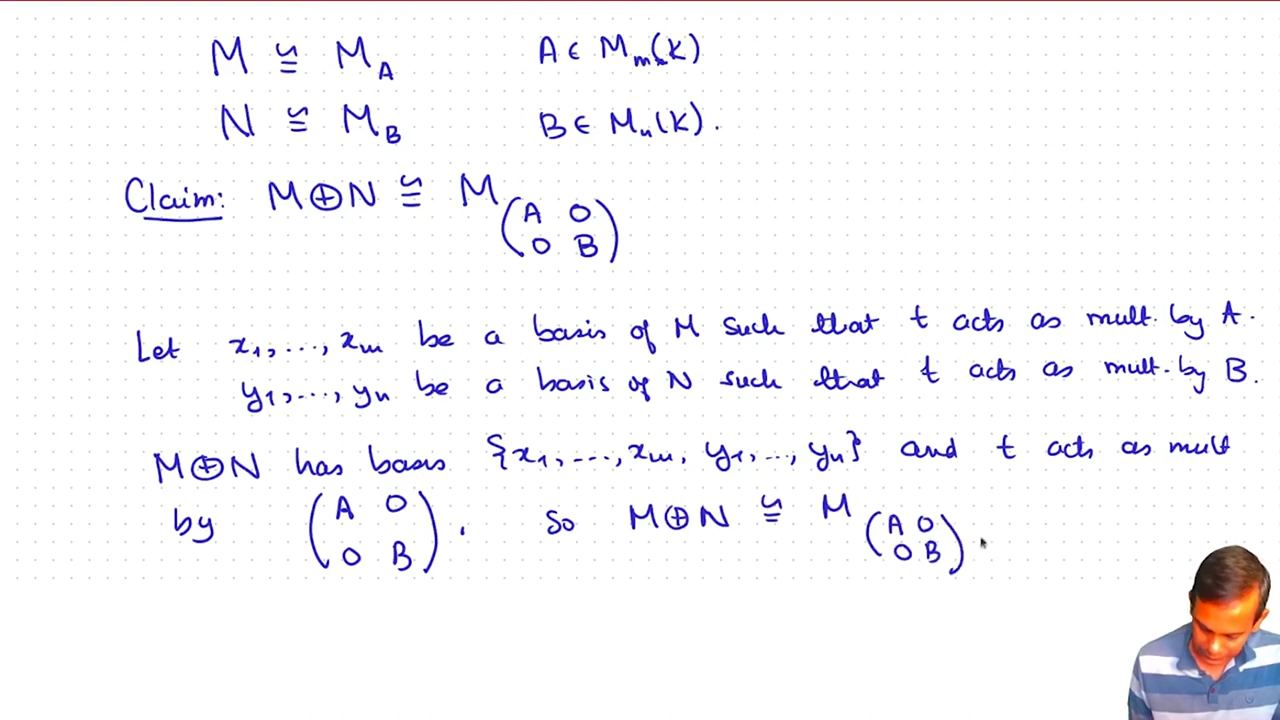 M ≅ M_A A ∈ M_m(K)
N ≅ M_B B ∈ M_n(K).
Claim: M⊕N ≅ M_(A 0 0 B)
Let x_1, ..., x_m be a basis of M such that t acts as mult. by A.
y_1, ..., y_n be a basis of N such that t acts as mult. by B.
M⊕N has basis {x_1, ..., x_m, y_1, ..., y_n} and t acts as mult
by (A 0 0 B). So M⊕N ≅ M_(A 0 0 B).